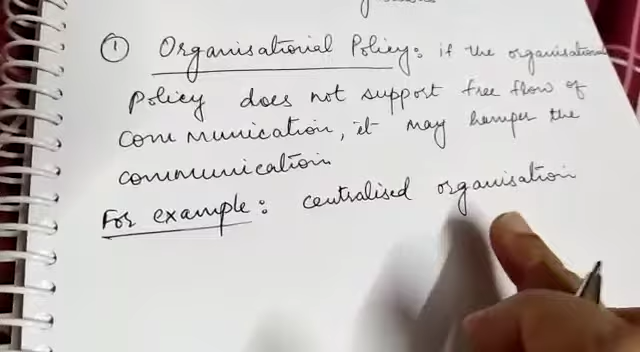 ① Organisational Policy: if the organisational
Policy does not support free flow of
communication, it may hamper the
communication
For example: centralised organisation